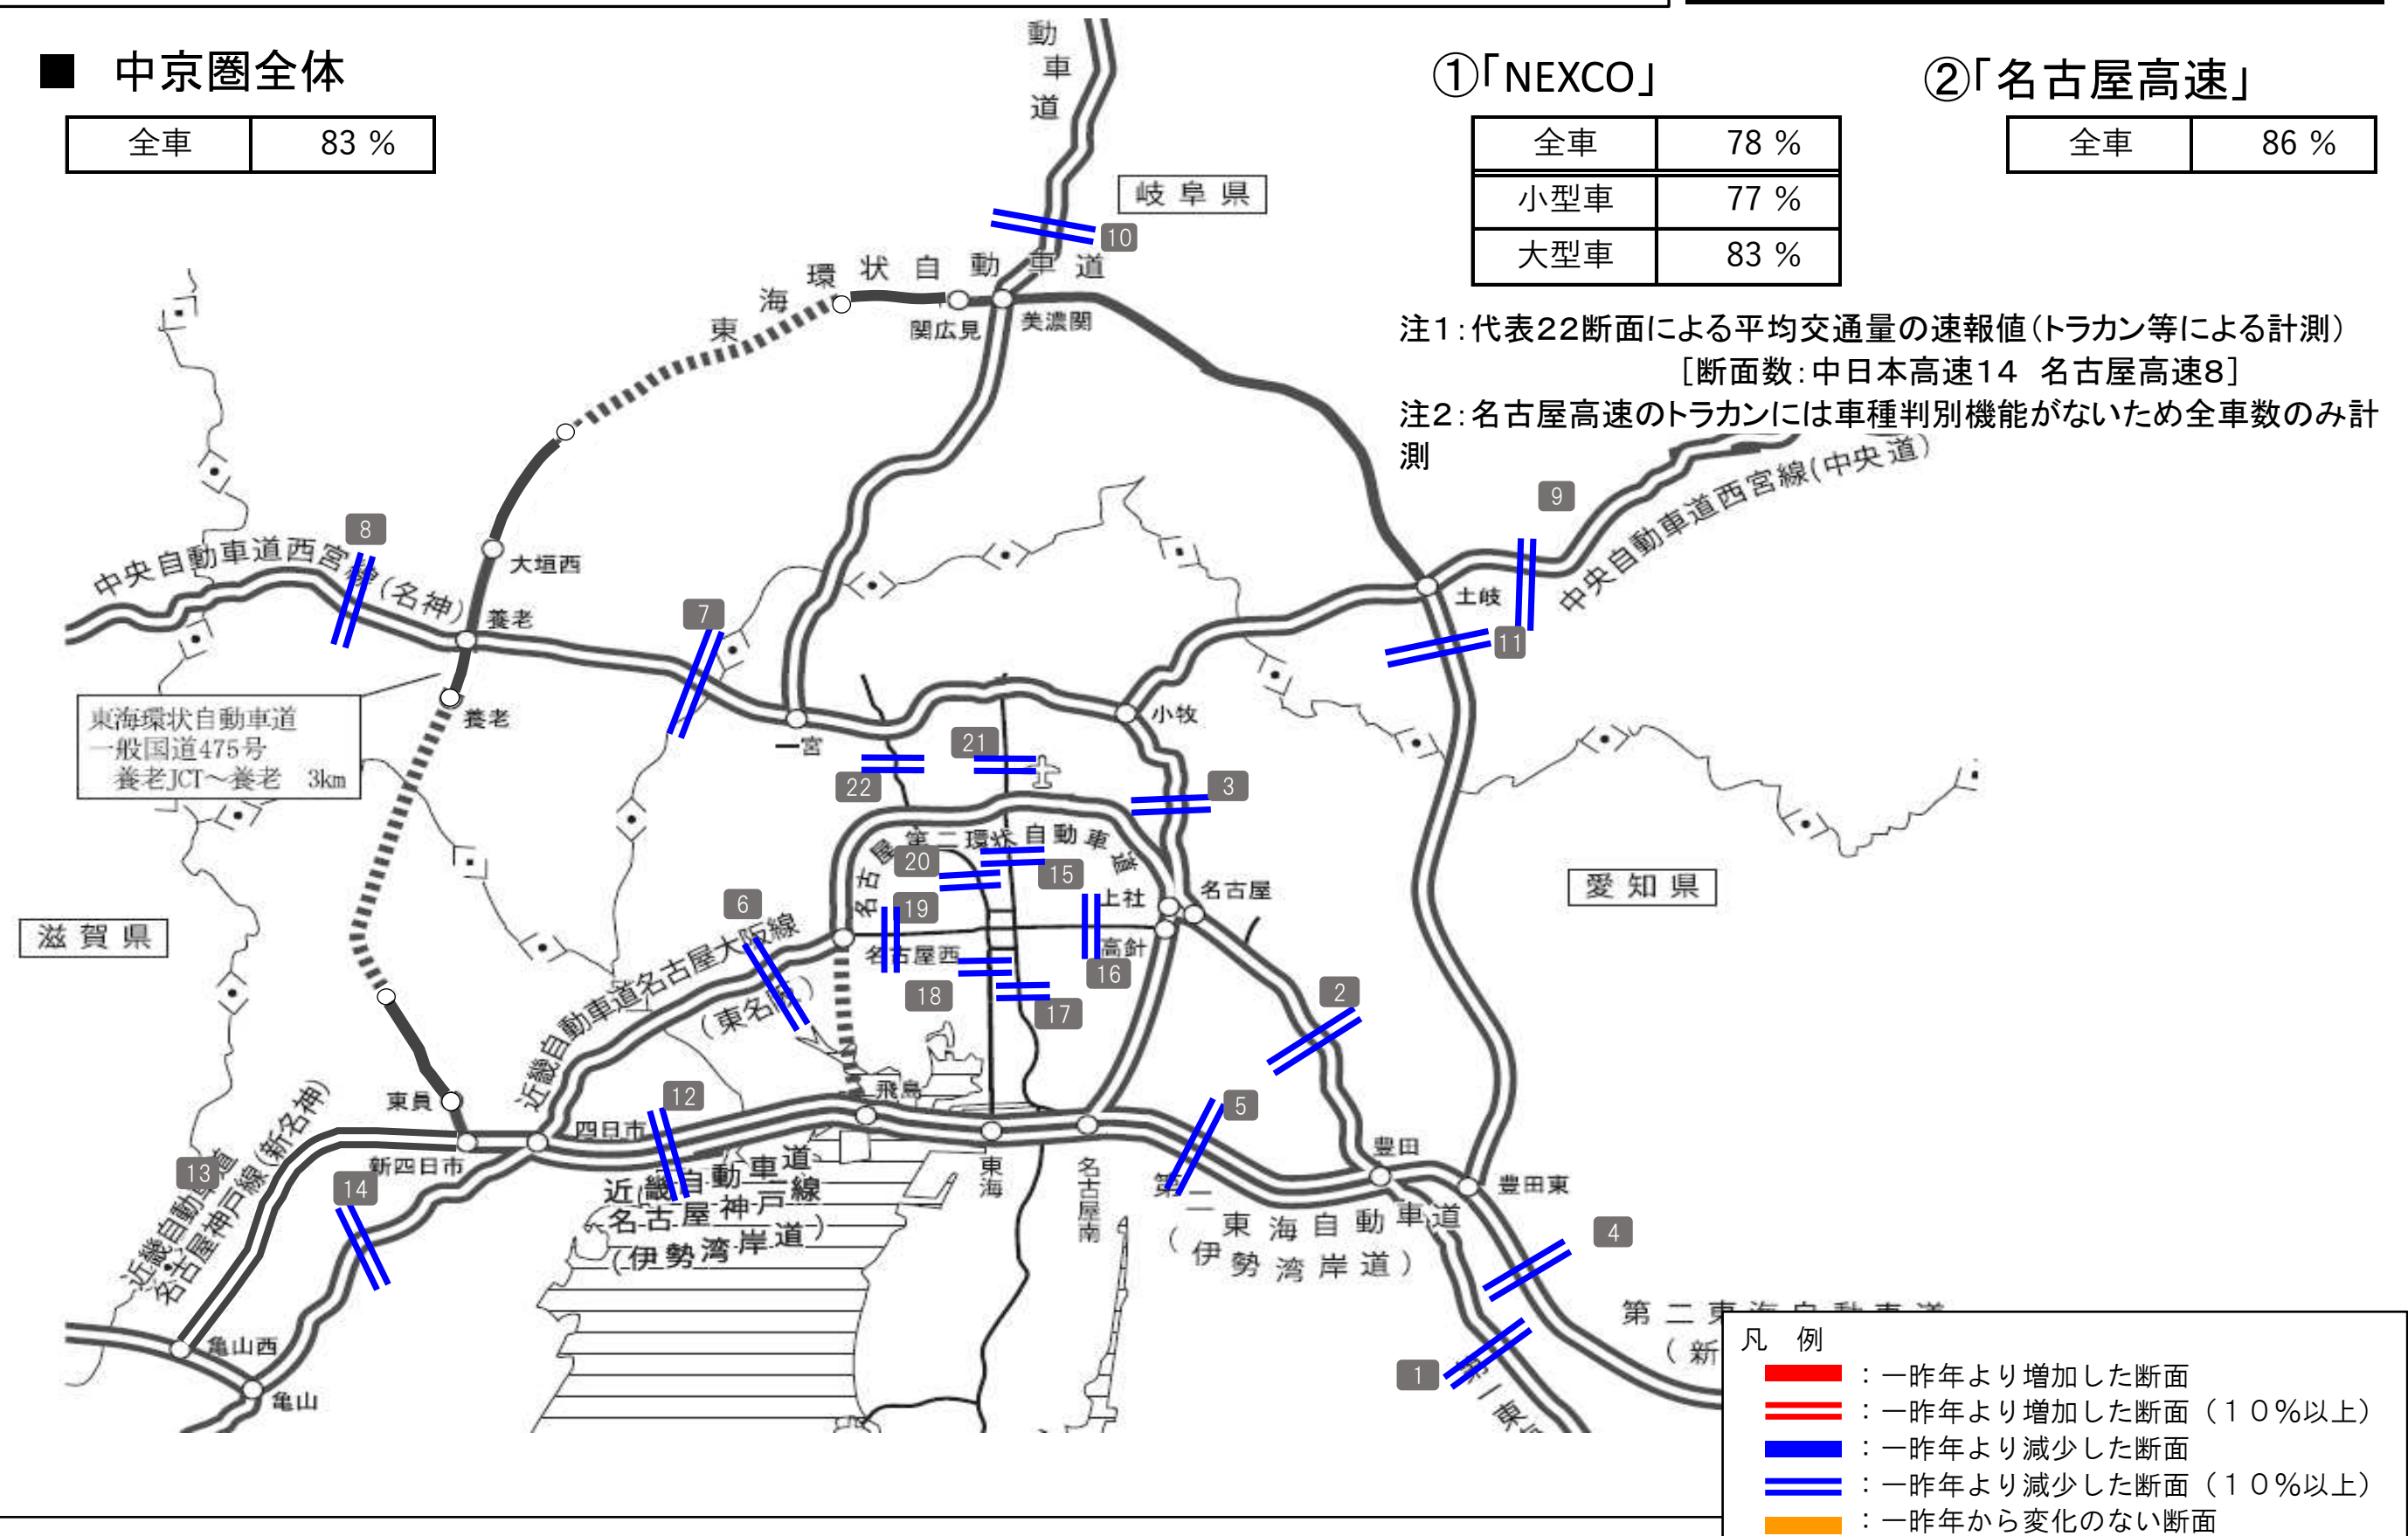 ■ 中京圏全体
全車 83 %
①「NEXCO」
全車 78 %
小型車 77 %
大型車 83 %
②「名古屋高速」
全車 86 %
注1：代表22断面による平均交通量の速報値（トラカン等による計測）
［断面数：中日本高速14　名古屋高速8］
注2：名古屋高速のトラカンには車種判別機能がないため全車数のみ計
測
動車道
岐阜県
10
東海環状自動車道
関広見
美濃関
中央自動車道西宮線(中央道)
9
8
中央自動車道西宮線(名神)
大垣西
養老
7
土岐
11
養老
東海環状自動車道
一般国道475号
養老JCT～養老　3km
一宮
小牧
21
22
3
名古屋第二環状自動車道
20
15
上社
名古屋
愛知県
19
6
滋賀県
名古屋西
高針
16
近畿自動車道名古屋大阪線
(東名阪)
18
17
2
飛島
東員
12
5
四日市
豊田
新四日市
13
14
近畿自動車道
名古屋神戸線(新名神)
近畿自動車道
名古屋神戸線
(伊勢湾岸道)
東海
名古屋南
豊田東
第二東海自動車道
(伊勢湾岸道)
4
亀山西
亀山
1
第一東
第二東海自動車道
(新
凡　例
：一昨年より増加した断面
：一昨年より増加した断面（１０％以上）
：一昨年より減少した断面
：一昨年より減少した断面（１０％以上）
：一昨年から変化のない断面